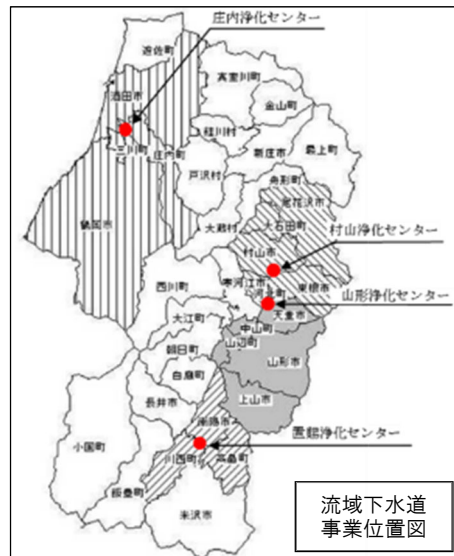 庄内浄化センター
遊佐町
真室川町
酒田市
金山町
鮭川村
三川町
庄内町
新庄市
最上町
戸沢村
舟形町
尾花沢市
鶴岡市
大蔵村
大石田町
村山浄化センター
村山市
西川町
寒河江市
東根市
河北町
山形浄化センター
天童市
大江町
中山町
山辺町
朝日町
山形市
白鷹町
上山市
長井市
南陽市
置賜浄化センター
小国町
川西町
高畠町
飯豊町
米沢市
流域下水道
事業位置図